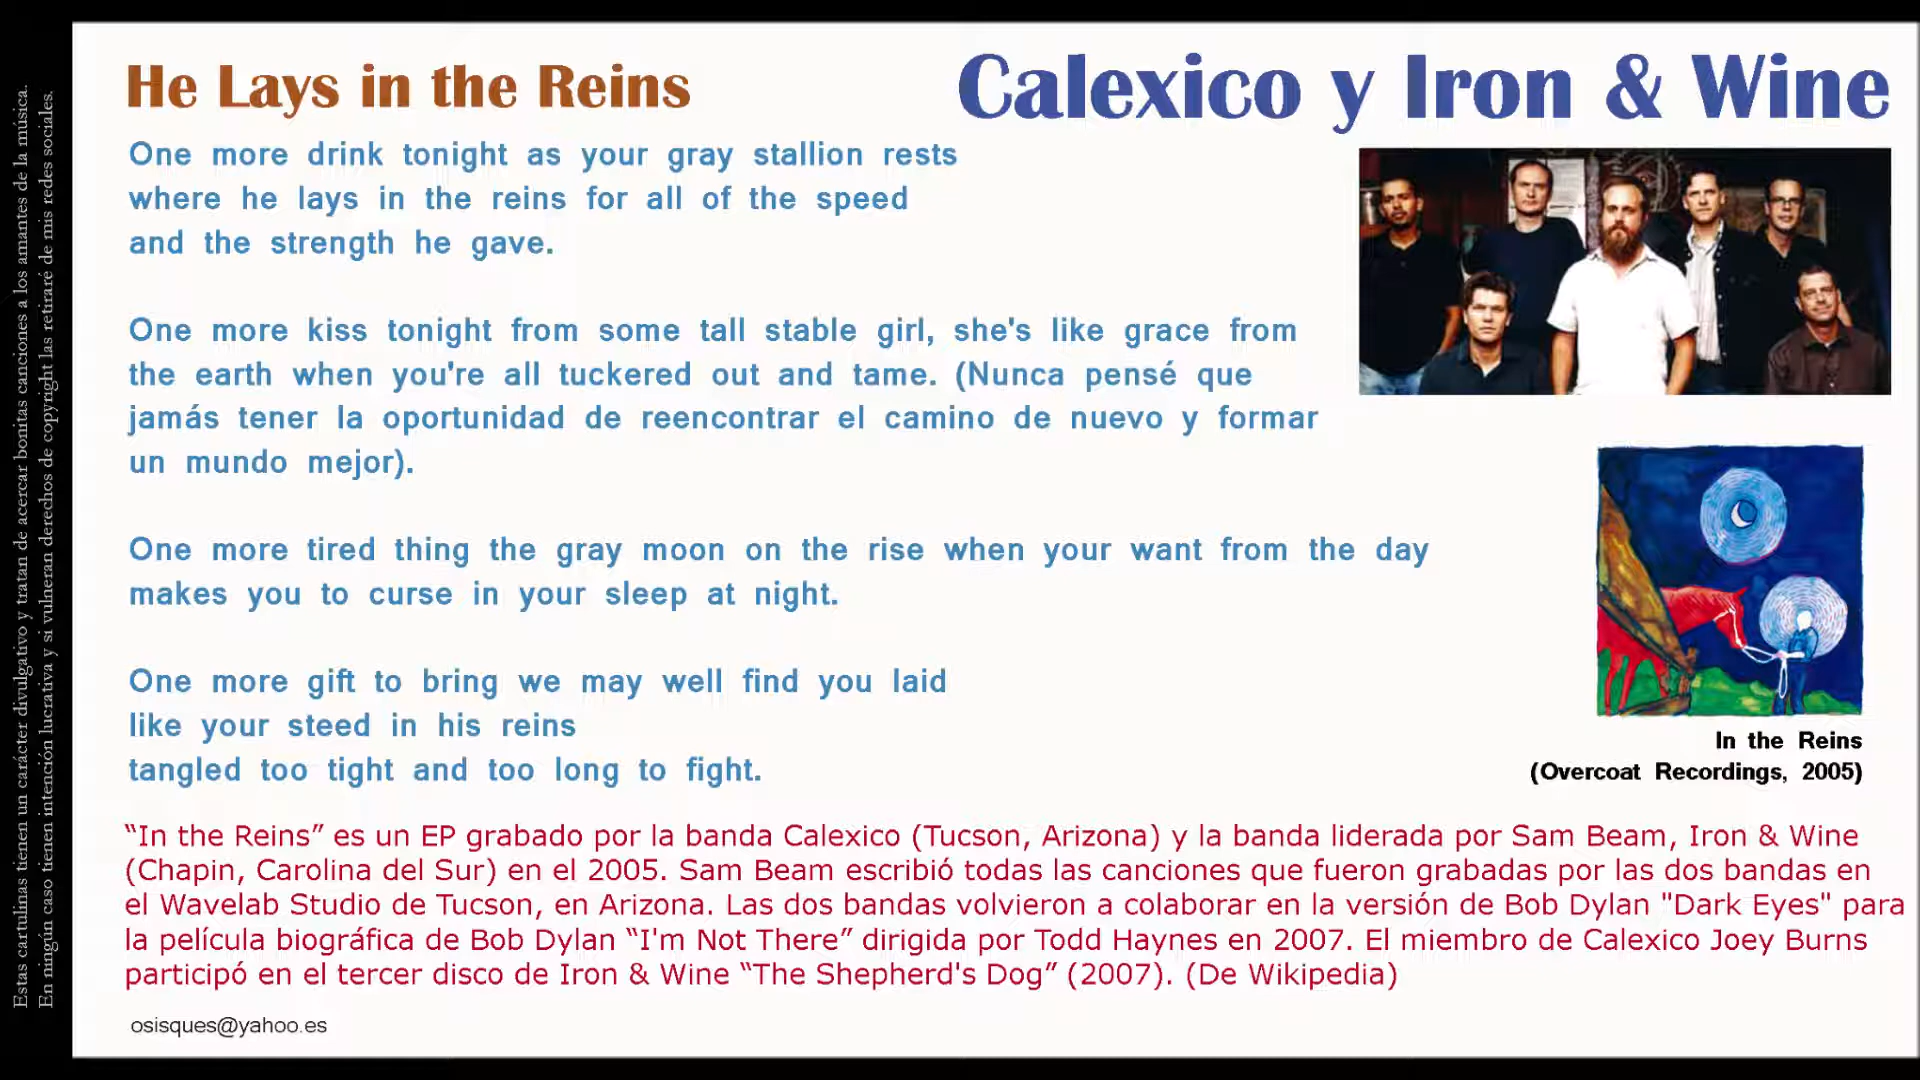 Estas cartulinas tienen un carácter divulgativo y tratan de acercar bonitas canciones a los amantes de la música.
En ningún caso tienen intención lucrativa y si vulneran derechos de copyright las retiraré de mis redes sociales.
He Lays in the Reins
Calexico y Iron & Wine
One more drink tonight as your gray stallion rests
where he lays in the reins for all of the speed
and the strength he gave.
One more kiss tonight from some tall stable girl, she's like grace from
the earth when you're all tuckered out and tame. (Nunca pensé que
jamás tener la oportunidad de reencontrar el camino de nuevo y formar
un mundo mejor).
One more tired thing the gray moon on the rise when your want from the day
makes you to curse in your sleep at night.
One more gift to bring we may well find you laid
like your steed in his reins
tangled too tight and too long to fight.
In the Reins
(Overcoat Recordings, 2005)
“In the Reins” es un EP grabado por la banda Calexico (Tucson, Arizona) y la banda liderada por Sam Beam, Iron & Wine
(Chapin, Carolina del Sur) en el 2005. Sam Beam escribió todas las canciones que fueron grabadas por las dos bandas en
el Wavelab Studio de Tucson, en Arizona. Las dos bandas volvieron a colaborar en la versión de Bob Dylan "Dark Eyes" para
la película biográfica de Bob Dylan “I'm Not There” dirigida por Todd Haynes en 2007. El miembro de Calexico Joey Burns
participó en el tercer disco de Iron & Wine “The Shepherd's Dog” (2007). (De Wikipedia)
osisques@yahoo.es